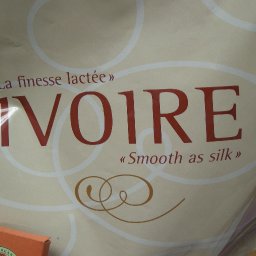 La finesse lactée»
IVOIRE
«Smooth as silk»